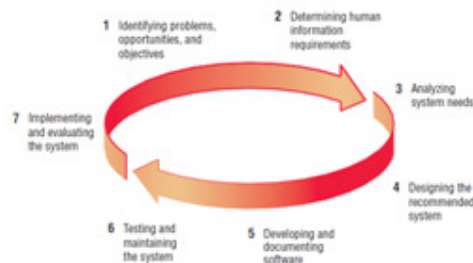 1 Identifying problems,
opportunities, and
objectives
2 Determining human
information
requirements
3 Analyzing
system needs
4 Designing the
recommended
system
5 Developing and
documenting
software
6 Testing and
maintaining
the system
7 Implementing
and evaluating
the system